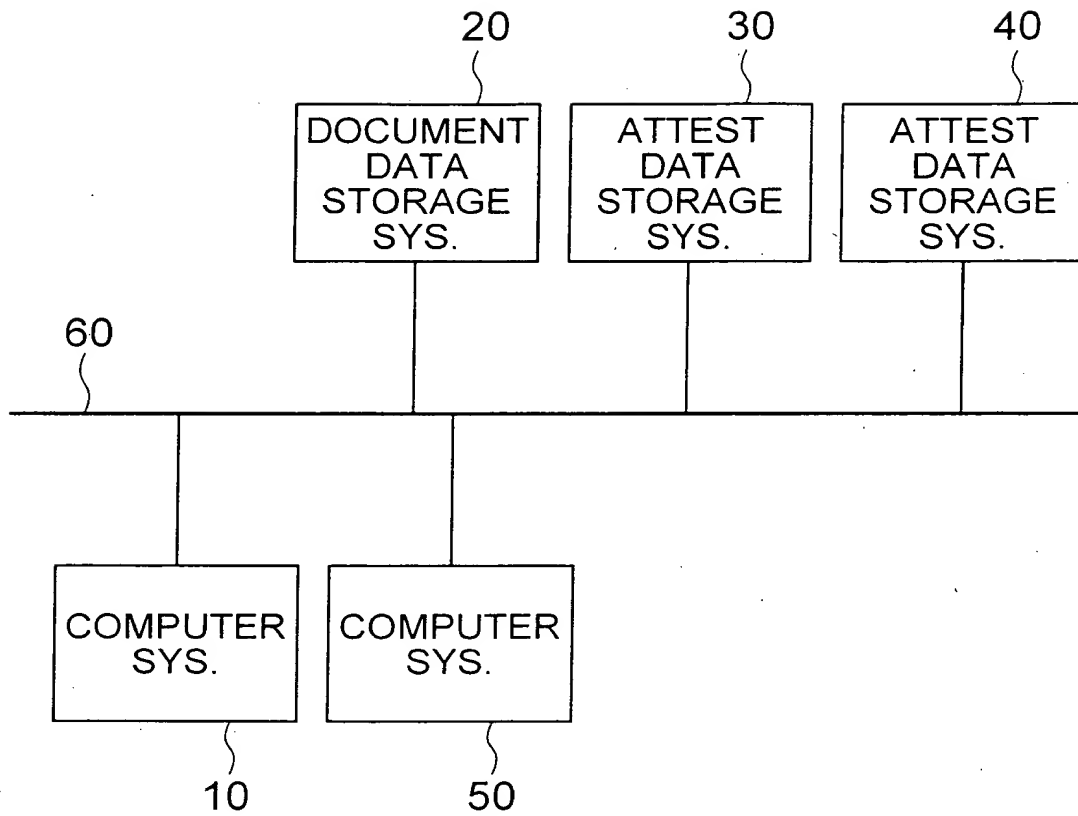 20
30
40
DOCUMENT
DATA
STORAGE
SYS.
ATTEST
DATA
STORAGE
SYS.
ATTEST
DATA
STORAGE
SYS.
60
COMPUTER
SYS.
COMPUTER
SYS.
10
50